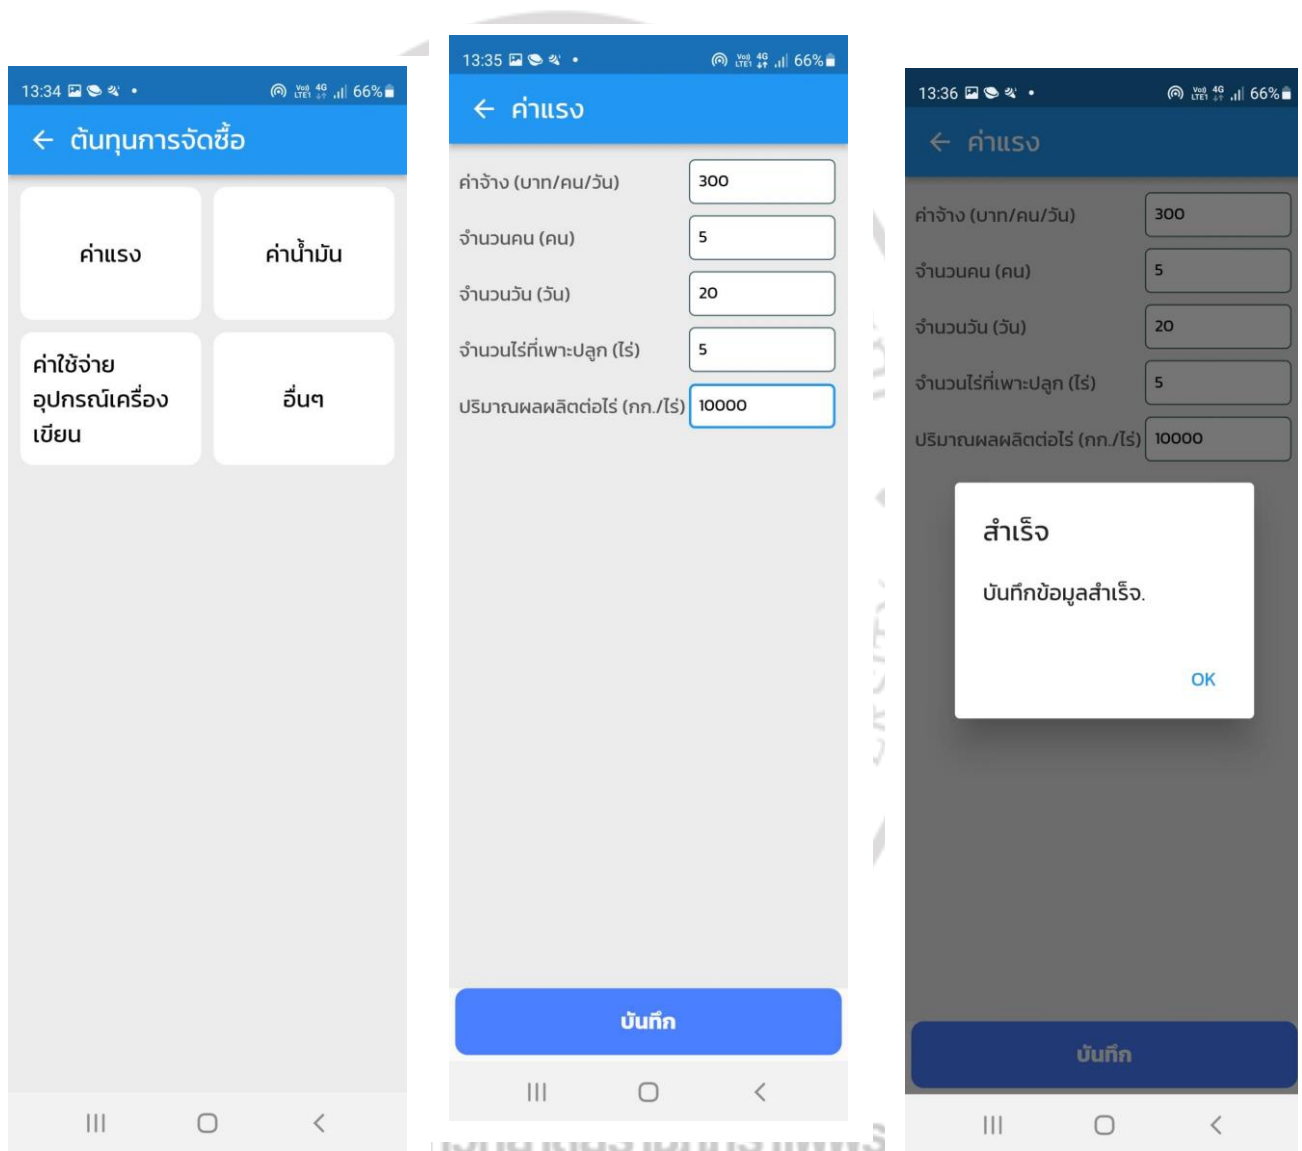 13:34
VoB 4G LTE1 66%
ต้นทุนการจัดซื้อ
ค่าแรง
ค่าน้ำมัน
ค่าใช้จ่าย
อุปกรณ์เครื่อง
เขียน
อื่นๆ
13:35
4G LTE1 66%
ค่าแรง
ค่าจ้าง (บาท/คน/วัน) 300
จำนวนคน (คน) 5
จำนวนวัน (วัน) 20
จำนวนไร่ที่เพาะปลูก (ไร่) 5
ปริมาณผลผลิตต่อไร่ (กก./ไร่) 10000
บันทึก
13:36
4G LTE1 66%
ค่าแรง
ค่าจ้าง (บาท/คน/วัน) 300
จำนวนคน (คน) 5
จำนวนวัน (วัน) 20
จำนวนไร่ที่เพาะปลูก (ไร่) 5
ปริมาณผลผลิตต่อไร่ (กก./ไร่) 10000
สำเร็จ
บันทึกข้อมูลสำเร็จ.
OK
บันทึก